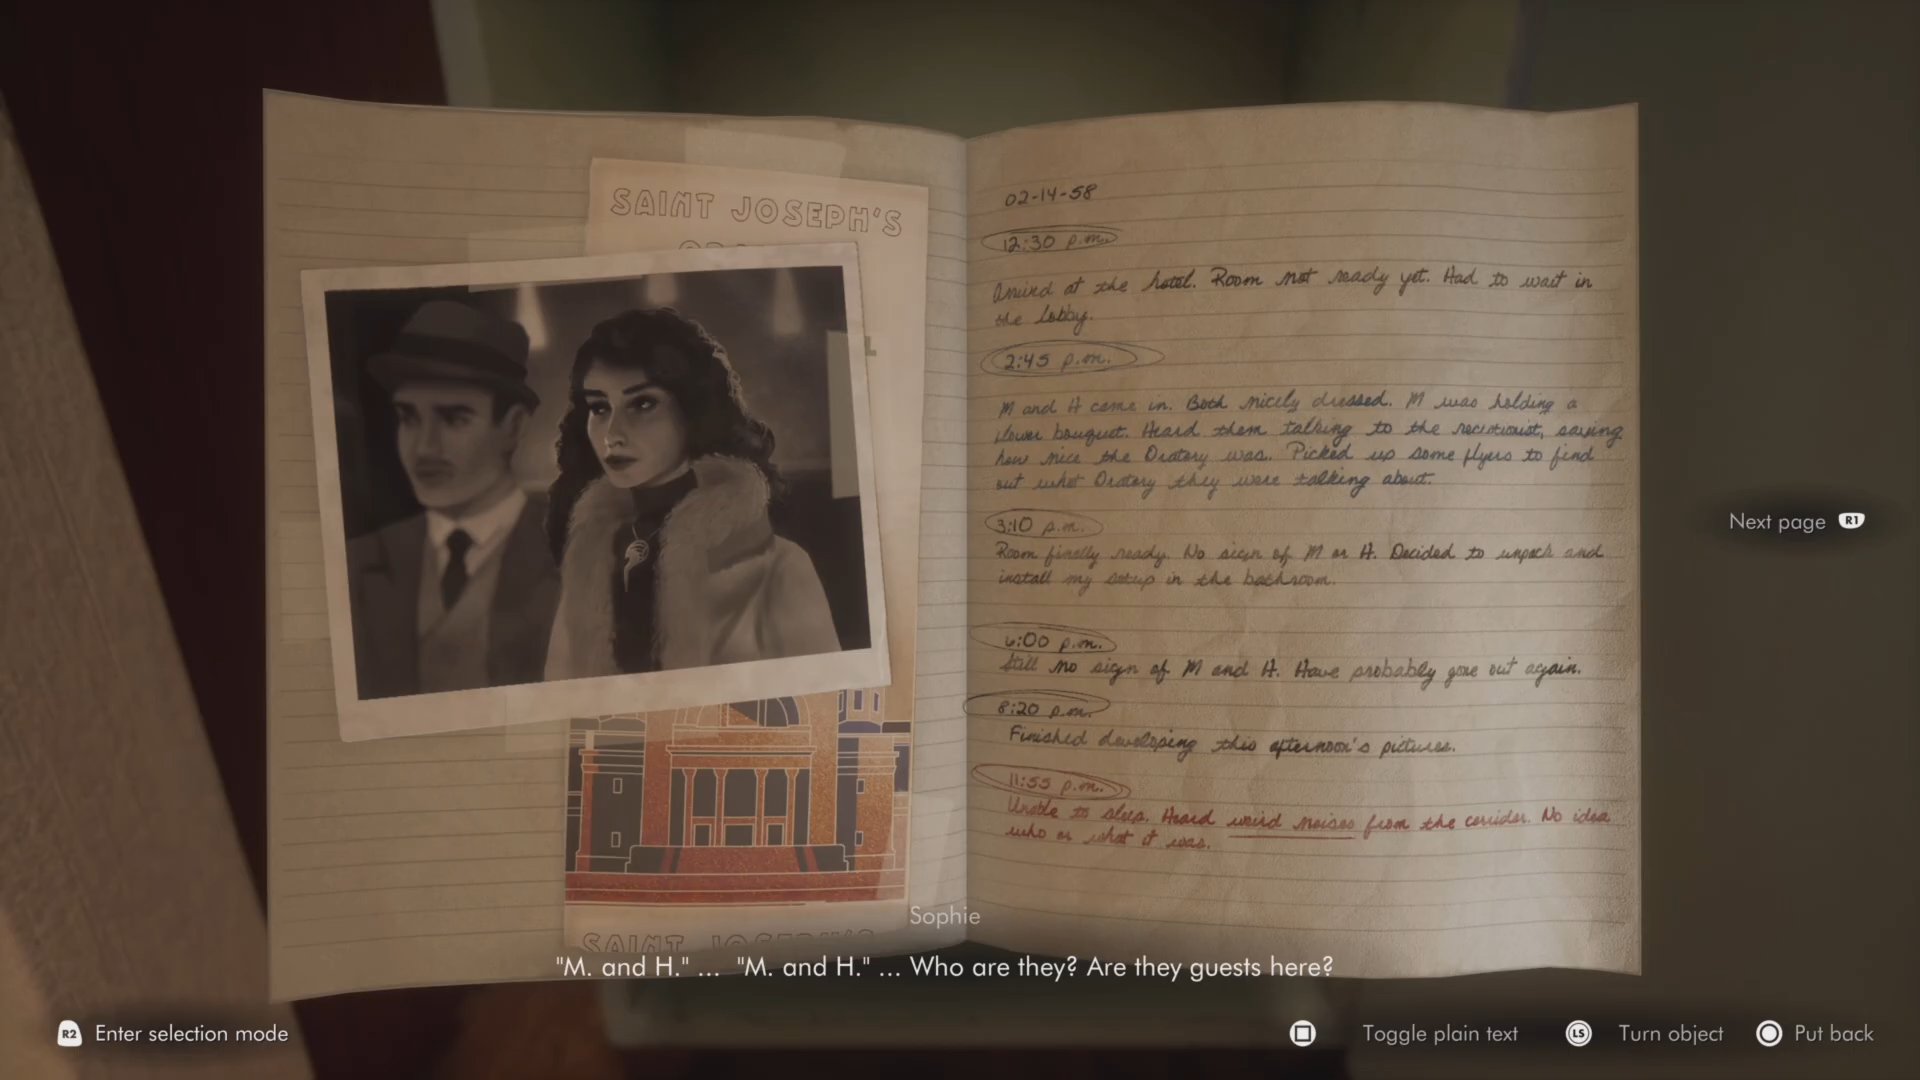 SAINT JOSEPH'S
02-14-58
12:30 p.m.
Arrived at the hotel. Room not ready yet. Had to wait in
the lobby.
2:45 p.m.
M and H came in. Both nicely dressed. M was holding a
flower bouquet. Heard them talking to the receptionist, saying
how nice the Oratory was. Picked up some flyers to find
out what Oratory they were talking about.
3:10 p.m.
Room finally ready. No sign of M or H. Decided to unpack and
install my setup in the bathroom.
6:00 p.m.
Still no sign of M and H. Have probably gone out again.
8:20 p.m.
Finished developing this afternoon's pictures.
11:55 p.m.
Unable to sleep. Heard weird noises from the corridor. No idea
who or what it was.
SAINT JOSEPH'S
Next page R1
Sophie
"M. and H." ... "M. and H." ... Who are they? Are they guests here?
R2 Enter selection mode
Toggle plain text LS Turn object Put back